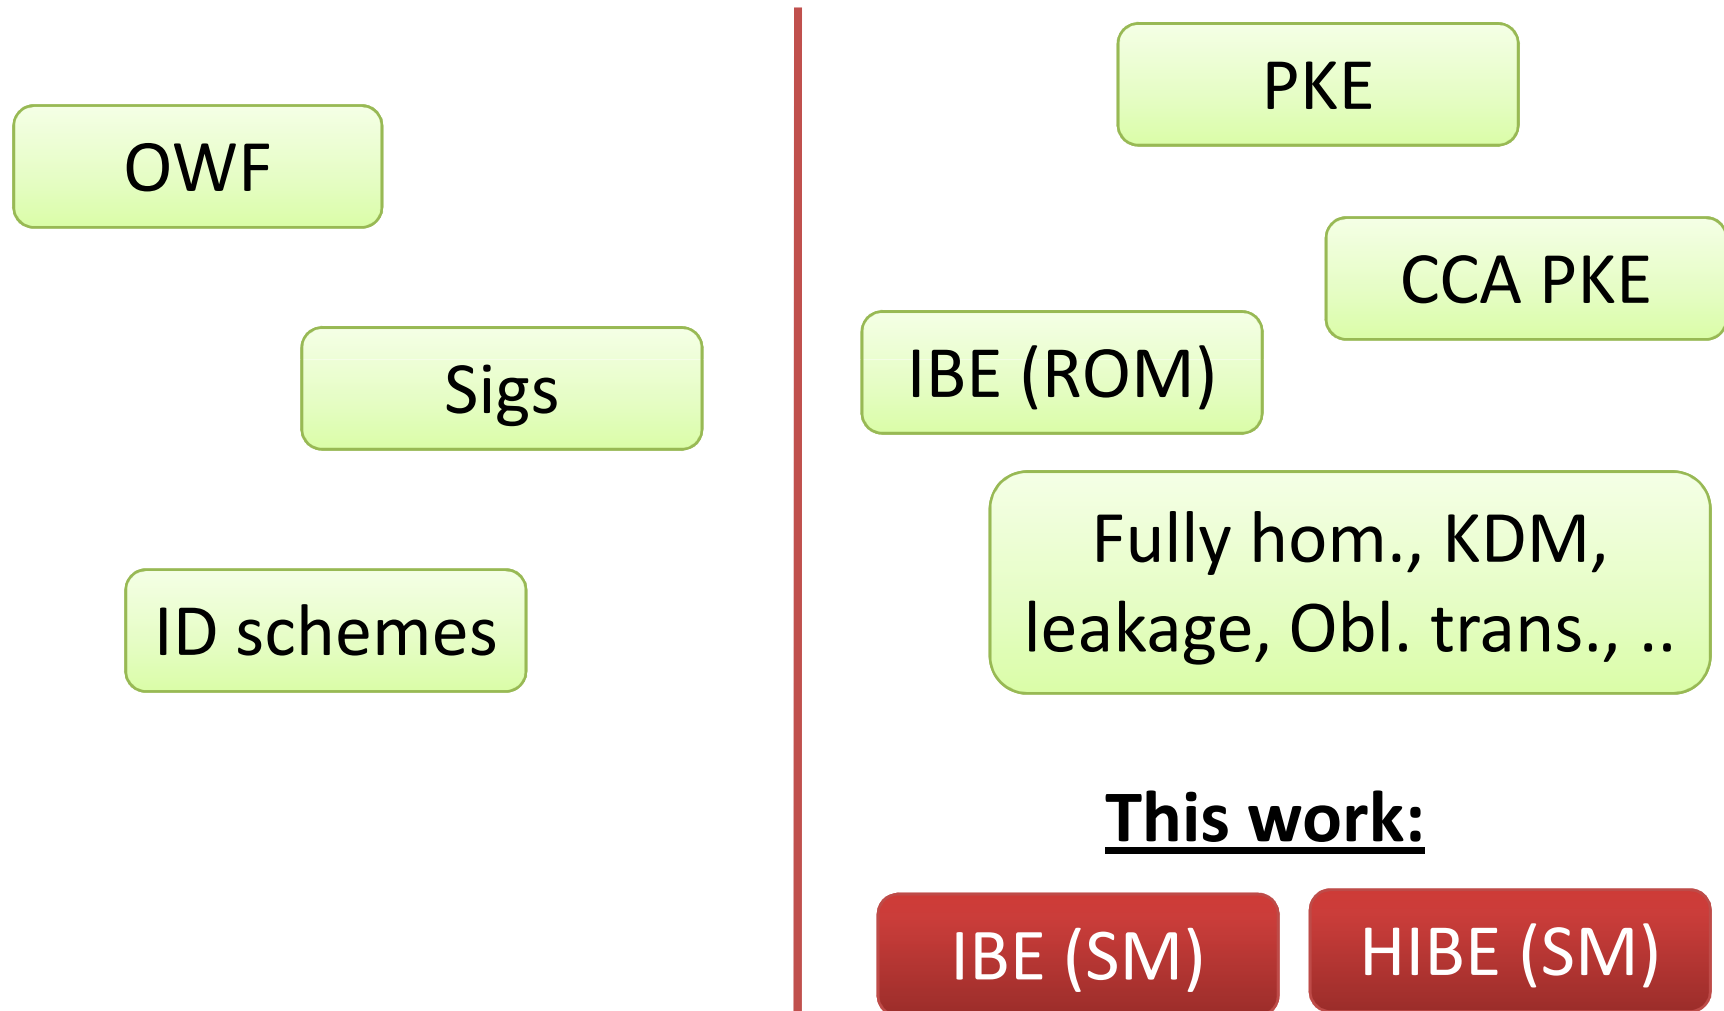 OWF
Sigs
ID schemes
PKE
CCA PKE
IBE (ROM)
Fully hom., KDM,
leakage, Obl. trans., ..
This work:
IBE (SM)
HIBE (SM)